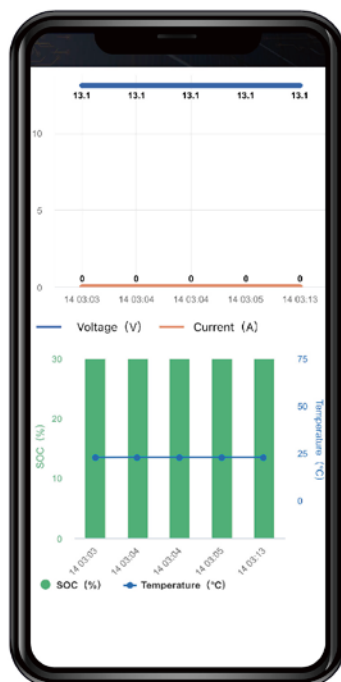 13.1 13.1 13.1 13.1 13.1
10
5
0 0 0 0 0
0
14 03:03 14 03:04 14 03:04 14 03:05 14 03:13
Voltage (V) Current (A)
30 75
20 50
10 25
0 0
SOC (%)
Temperature (°C)
14 03:03 14 03:04 14 03:04 14 03:05 14 03:13
SOC (%) Temperature (°C)